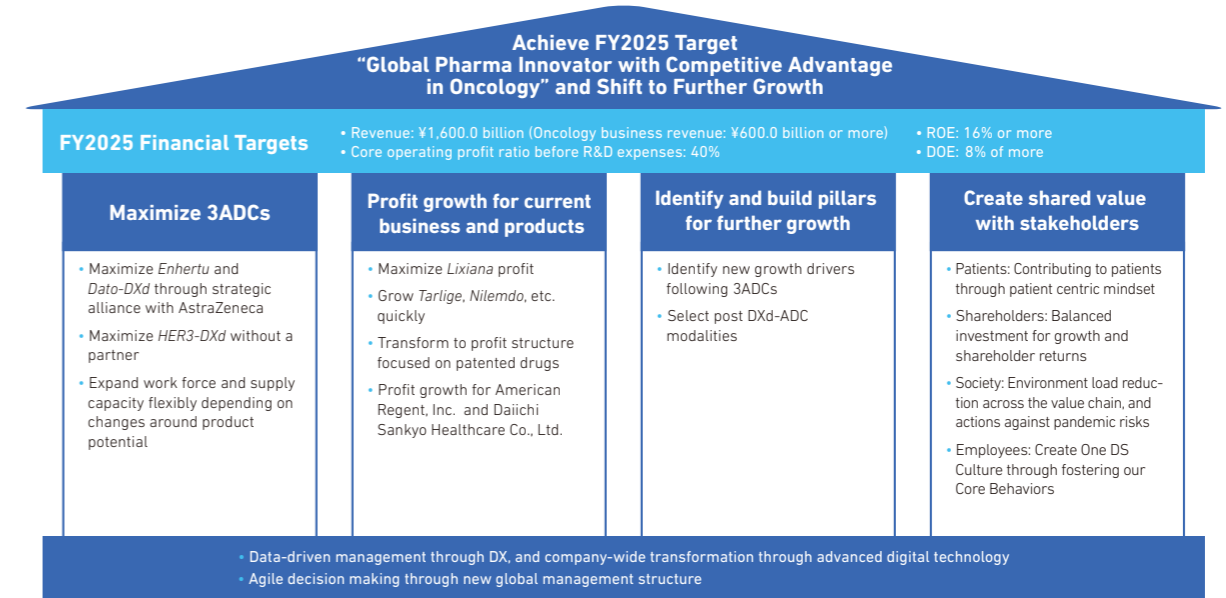 Achieve FY2025 Target
“Global Pharma Innovator with Competitive Advantage
in Oncology” and Shift to Further Growth
FY2025 Financial Targets
• Revenue: ¥1,600.0 billion (Oncology business revenue: ¥600.0 billion or more)
• Core operating profit ratio before R&D expenses: 40%
• ROE: 16% or more
• DOE: 8% of more
Maximize 3ADCs
• Maximize Enhertu and
Dato-DXd through strategic
alliance with AstraZeneca
• Maximize HER3-DXd without a
partner
• Expand work force and supply
capacity flexibly depending on
changes around product
potential
Profit growth for current
business and products
• Maximize Lixiana profit
• Grow Tarlige, Nilemdo, etc.
quickly
• Transform to profit structure
focused on patented drugs
• Profit growth for American
Regent, Inc. and Daiichi
Sankyo Healthcare Co., Ltd.
Identify and build pillars
for further growth
• Identify new growth drivers
following 3ADCs
• Select post DXd-ADC
modalities
Create shared value
with stakeholders
• Patients: Contributing to patients
through patient centric mindset
• Shareholders: Balanced
investment for growth and
shareholder returns
• Society: Environment load reduc-
tion across the value chain, and
actions against pandemic risks
• Employees: Create One DS
Culture through fostering our
Core Behaviors
• Data-driven management through DX, and company-wide transformation through advanced digital technology
• Agile decision making through new global management structure